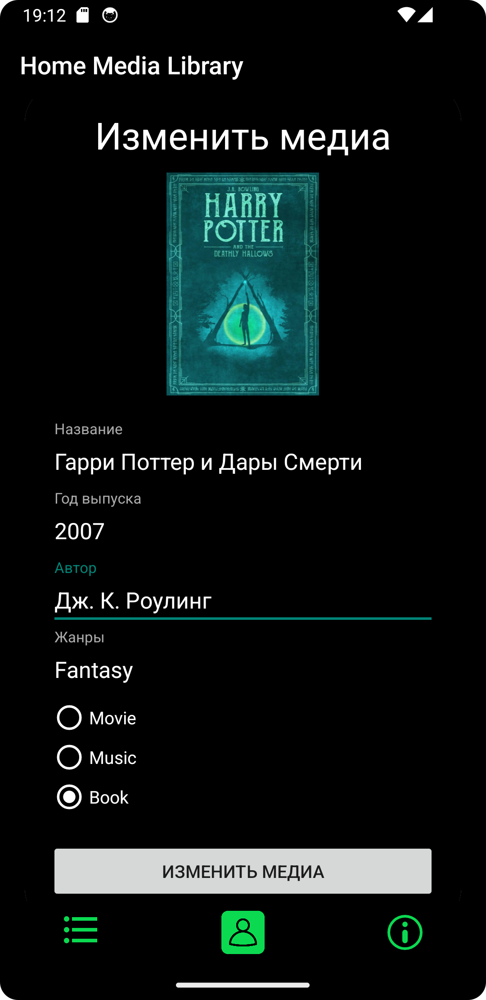 19:12
Home Media Library
Изменить медиа
J.K. ROWLING
HARRY
POTTER
AND THE
DEATHLY HALLOWS
Название
Гарри Поттер и Дары Смерти
Год выпуска
2007
Автор
Дж. К. Роулинг
Жанры
Fantasy
Movie
Music
Book
ИЗМЕНИТЬ МЕДИА